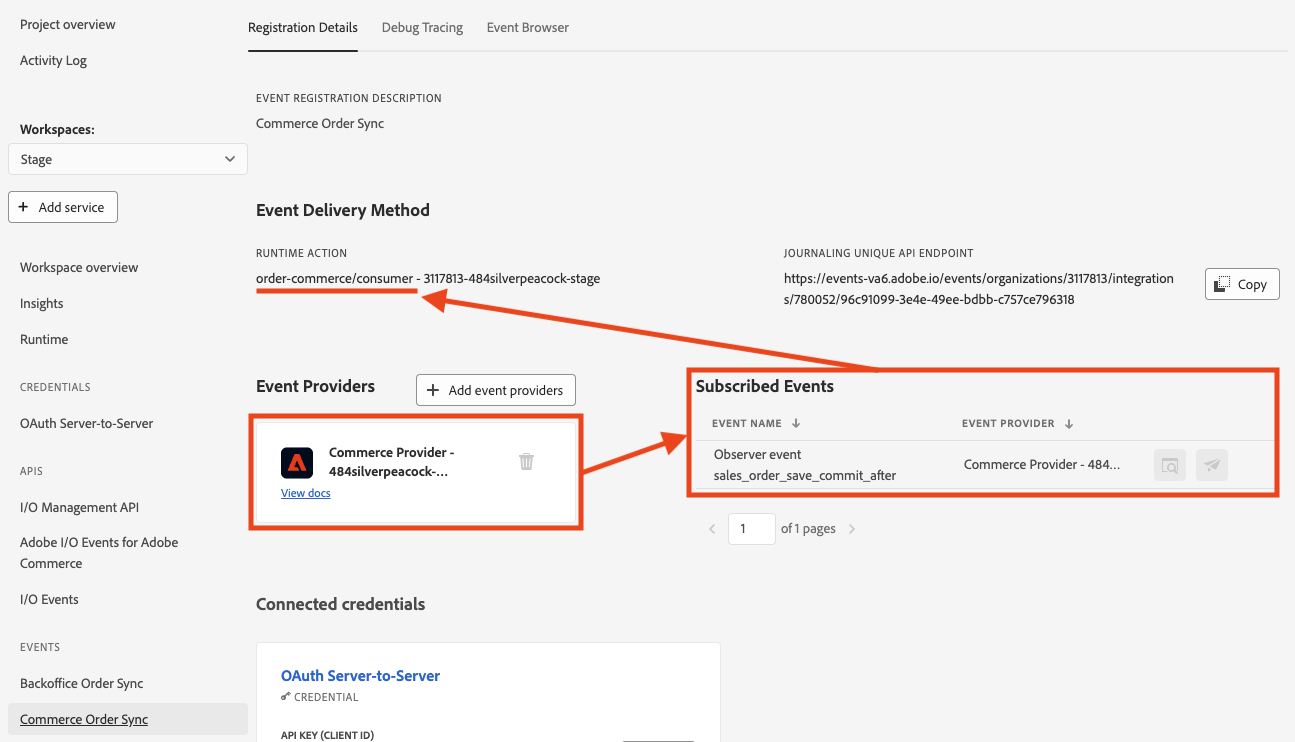 Project overview
Activity Log
Workspaces:
Stage
Add service
Workspace overview
Insights
Runtime
CREDENTIALS
OAuth Server-to-Server
APIS
I/O Management API
Adobe I/O Events for Adobe
Commerce
I/O Events
EVENTS
Backoffice Order Sync
Commerce Order Sync
Registration Details
Debug Tracing
Event Browser
EVENT REGISTRATION DESCRIPTION
Commerce Order Sync
Event Delivery Method
RUNTIME ACTION
order-commerce/consumer - 3117813-484silverpeacock-stage
JOURNALING UNIQUE API ENDPOINT
https://events-va6.adobe.io/events/organizations/3117813/integration
s/780052/96c91099-3e4e-49ee-bdbb-c757ce796318
Copy
Event Providers
Add event providers
Commerce Provider -
484silverpeacock-...
View docs
Subscribed Events
EVENT NAME
EVENT PROVIDER
Observer event
sales_order_save_commit_after
Commerce Provider - 484...
1
of 1 pages
Connected credentials
OAuth Server-to-Server
CREDENTIAL
API KEY (CLIENT ID)